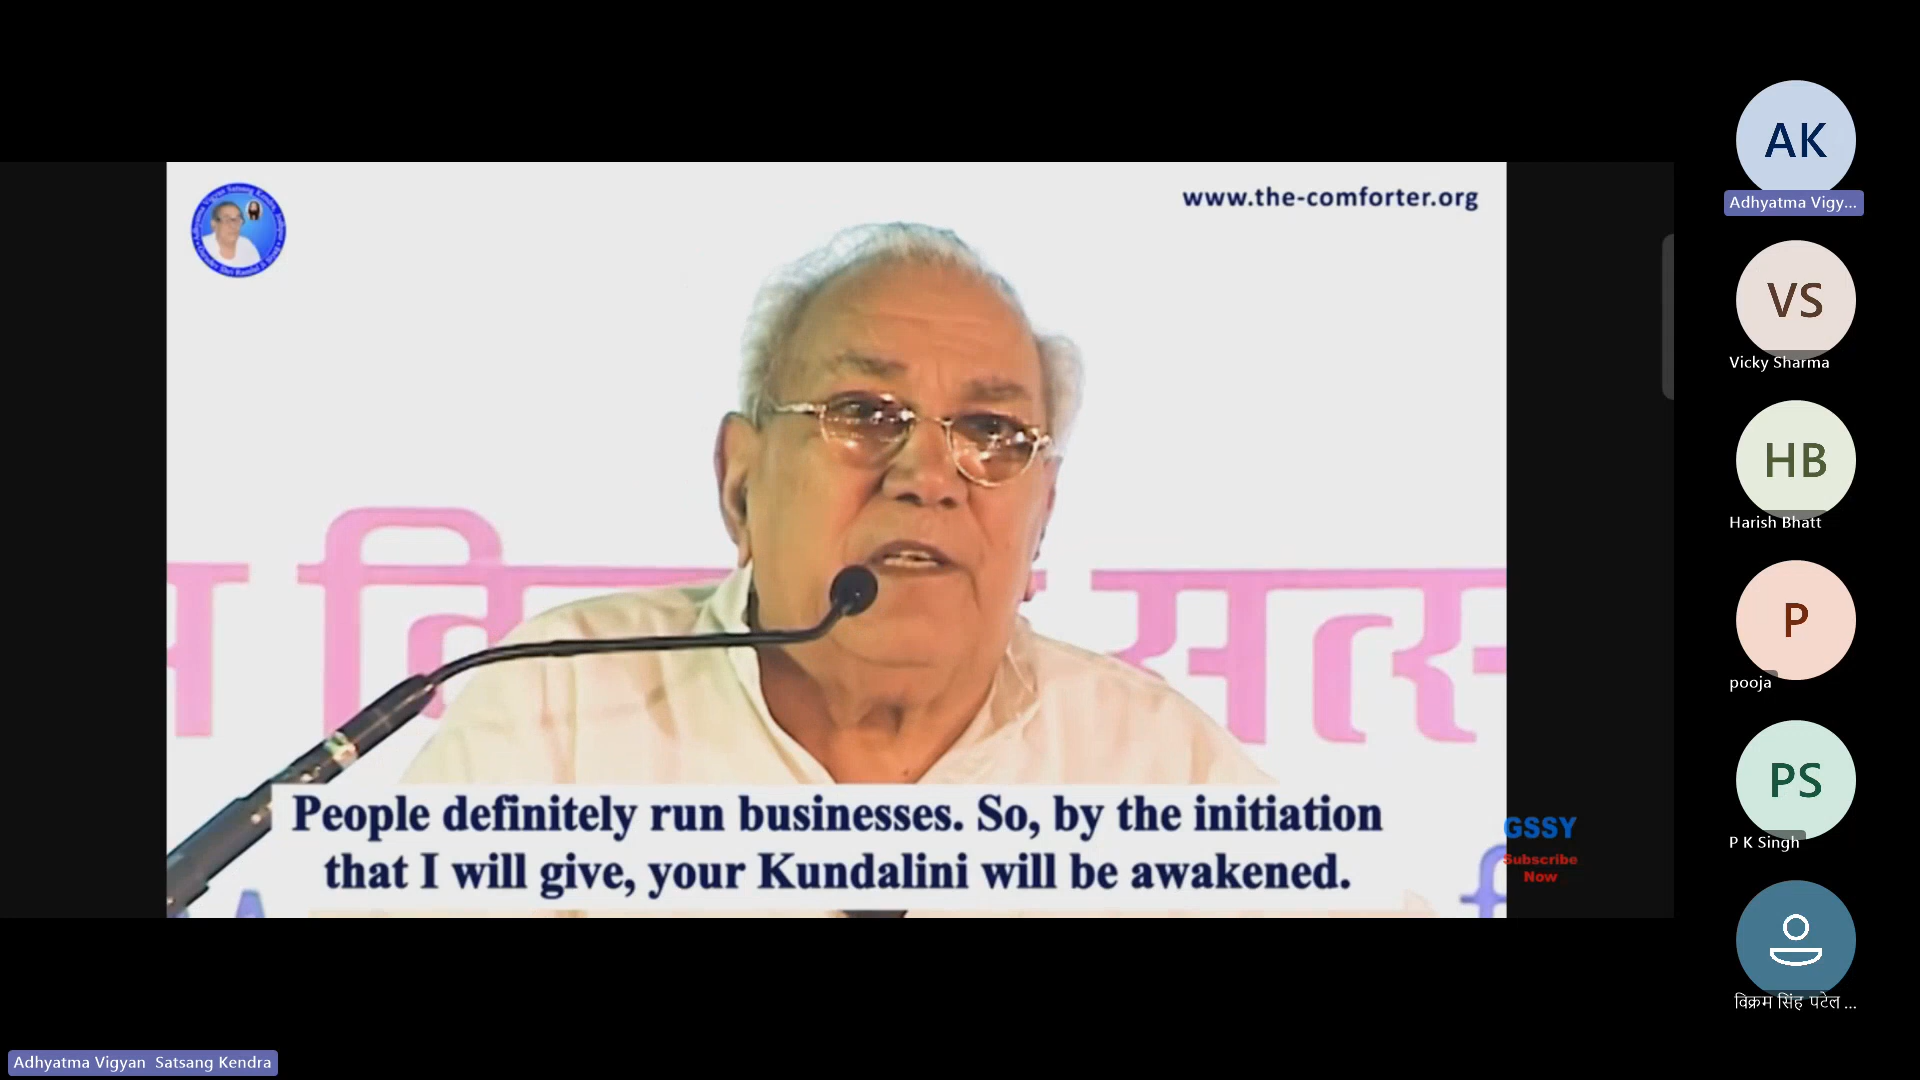 www.the-comforter.org
People definitely run businesses. So, by the initiation
that I will give, your Kundalini will be awakened.
GSSY
Subscribe
Now
AK
Adhyatma Vigy...
VS
Vicky Sharma
HB
Harish Bhatt
P
pooja
PS
P K Singh
विक्रम सिंह पटेल ...
Adhyatma Vigyan Satsang Kendra